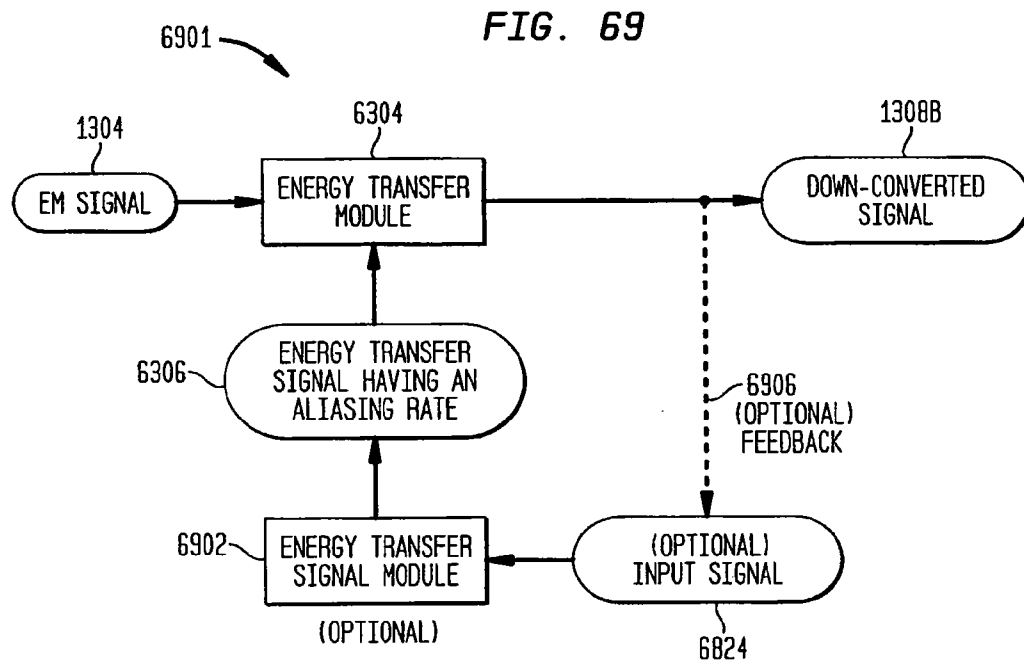 FIG. 69
6901
1304
EM SIGNAL
6304
ENERGY TRANSFER
MODULE
1308B
DOWN-CONVERTED
SIGNAL
6306
ENERGY TRANSFER
SIGNAL HAVING AN
ALIASING RATE
6906
(OPTIONAL)
FEEDBACK
6902
ENERGY TRANSFER
SIGNAL MODULE
(OPTIONAL)
(OPTIONAL)
INPUT SIGNAL
6824